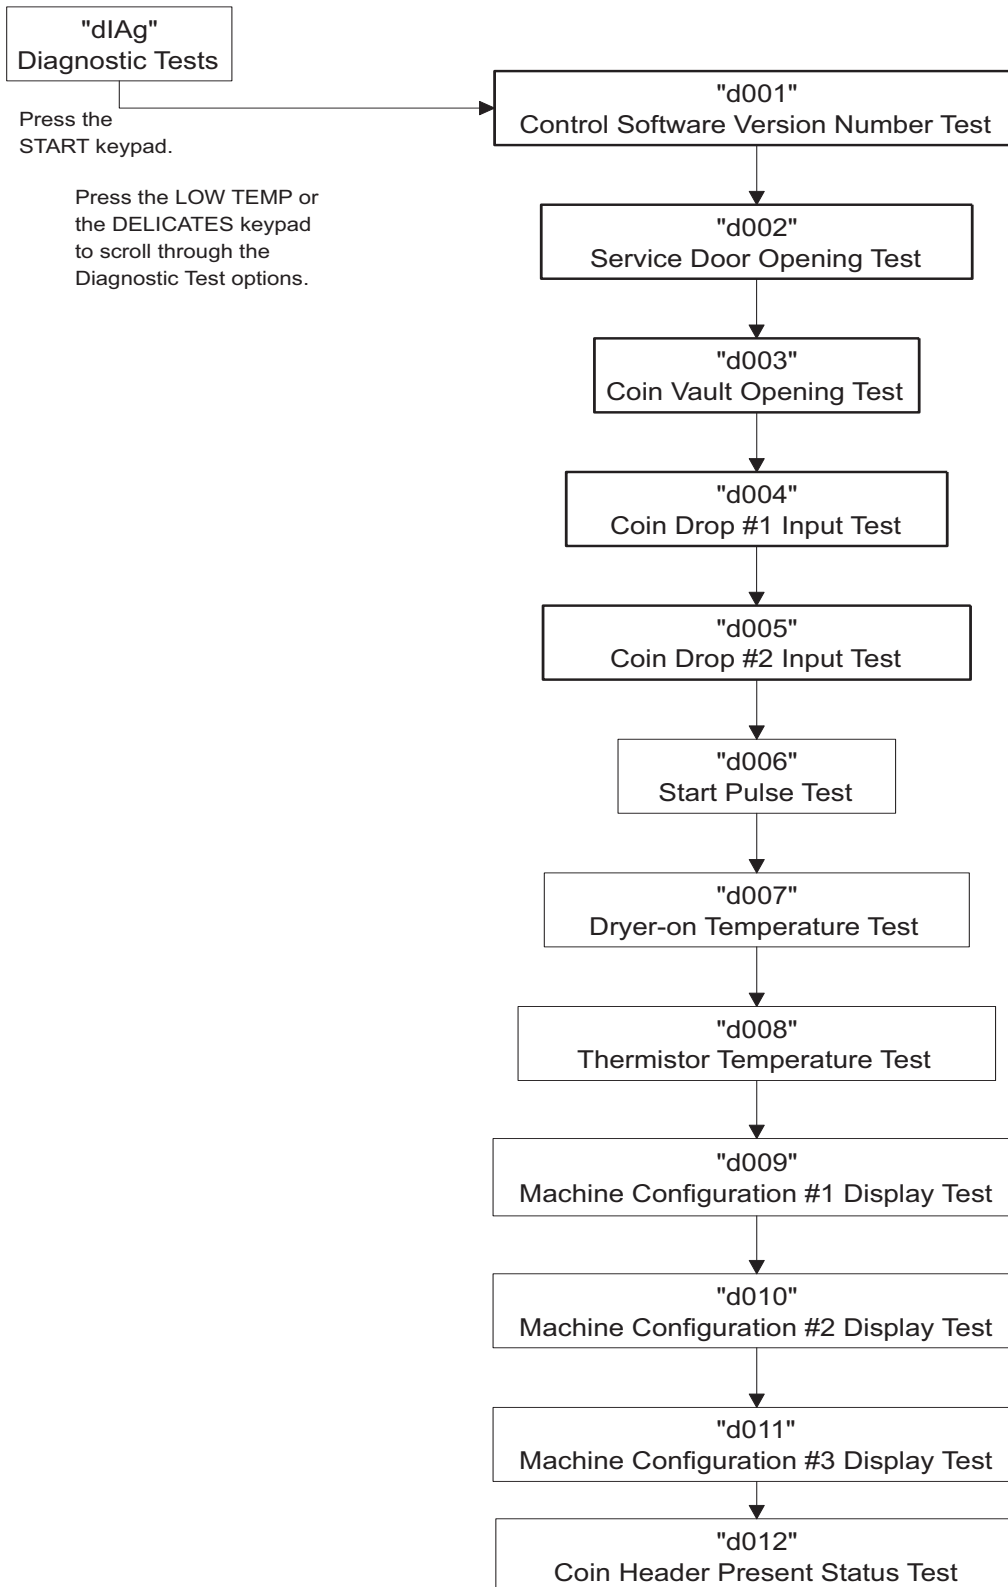 "dIAg"
Diagnostic Tests
Press the
START keypad.
Press the LOW TEMP or
the DELICATES keypad
to scroll through the
Diagnostic Test options.
"d001"
Control Software Version Number Test
"d002"
Service Door Opening Test
"d003"
Coin Vault Opening Test
"d004"
Coin Drop #1 Input Test
"d005"
Coin Drop #2 Input Test
"d006"
Start Pulse Test
"d007"
Dryer-on Temperature Test
"d008"
Thermistor Temperature Test
"d009"
Machine Configuration #1 Display Test
"d010"
Machine Configuration #2 Display Test
"d011"
Machine Configuration #3 Display Test
"d012"
Coin Header Present Status Test